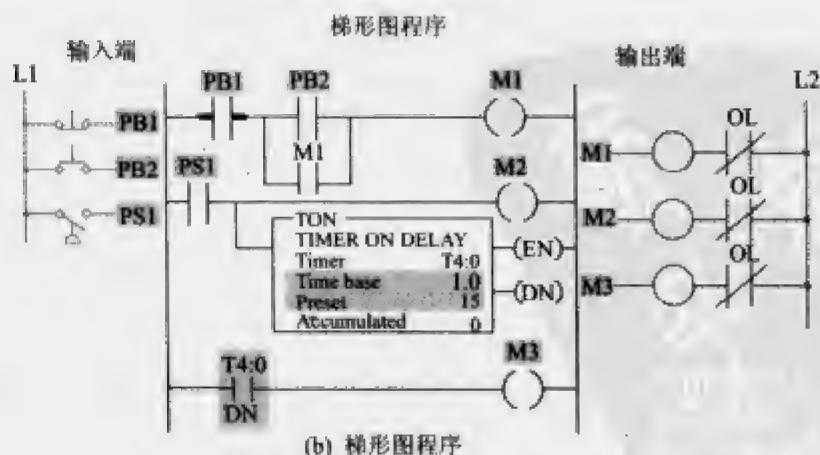 梯形图程序
输入端
输出端
L1
L2
PB1
PB2
M1
OL
PB1
M1
M1
PB2
PS1
M2
OL
PS1
TON
TIMER ON DELAY
Timer T4:0
Time base 1.0
Preset 15
Accumulated 0
(EN)
(DN)
M2
OL
M3
T4:0
DN
M3
(b) 梯形图程序